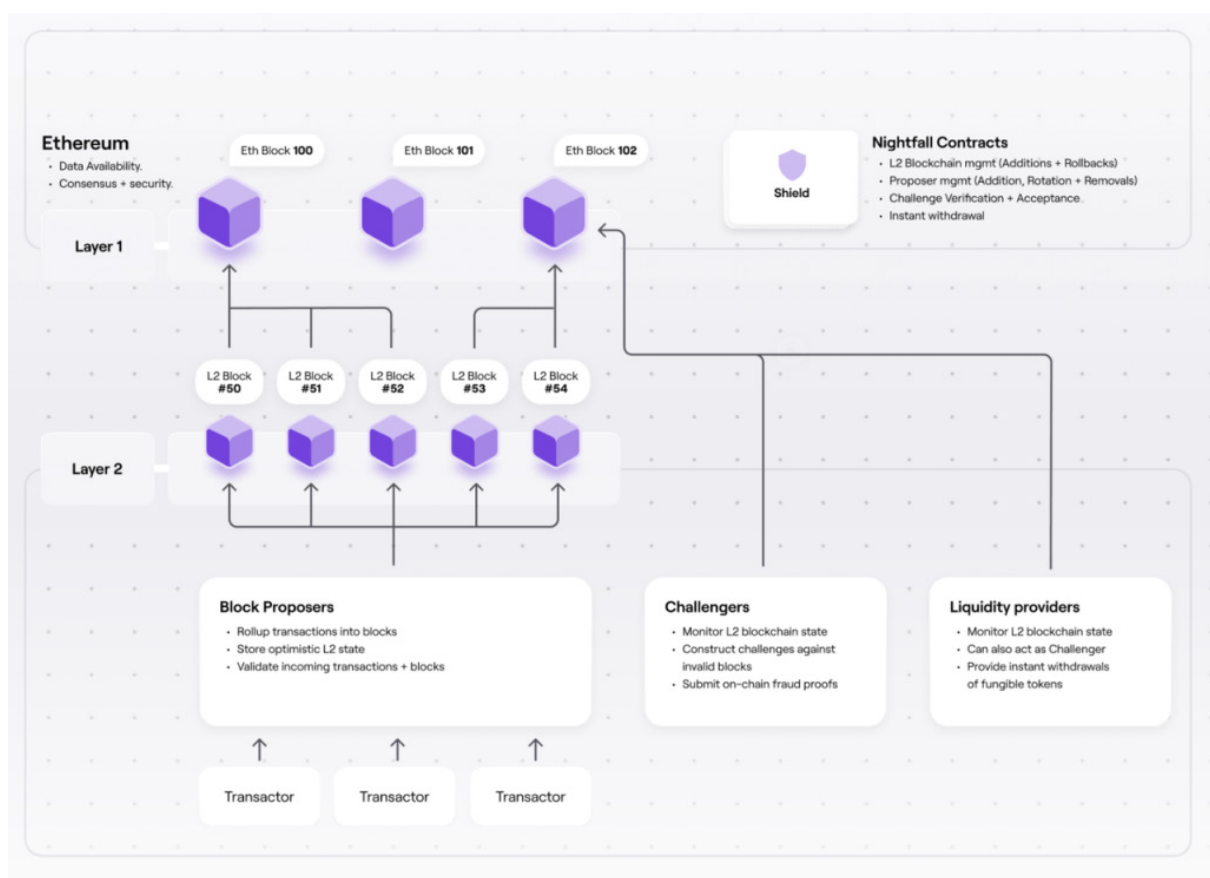 Ethereum
• Data Availability.
• Consensus + security.
Eth Block 100
Eth Block 101
Eth Block 102
Shield
Nightfall Contracts
• L2 Blockchain mgmt (Additions + Rollbacks)
• Proposer mgmt (Addition, Rotation + Removals)
• Challenge Verification + Acceptance
• Instant withdrawal
Layer 1
L2 Block
#50
L2 Block
#51
L2 Block
#52
L2 Block
#53
L2 Block
#54
Layer 2
Block Proposers
• Rollup transactions into blocks
• Store optimistic L2 state
• Validate incoming transactions + blocks
Challengers
• Monitor L2 blockchain state
• Construct challenges against
invalid blocks
• Submit on-chain fraud proofs
Liquidity providers
• Monitor L2 blockchain state
• Can also act as Challenger
• Provide instant withdrawals
of fungible tokens
Transactor
Transactor
Transactor